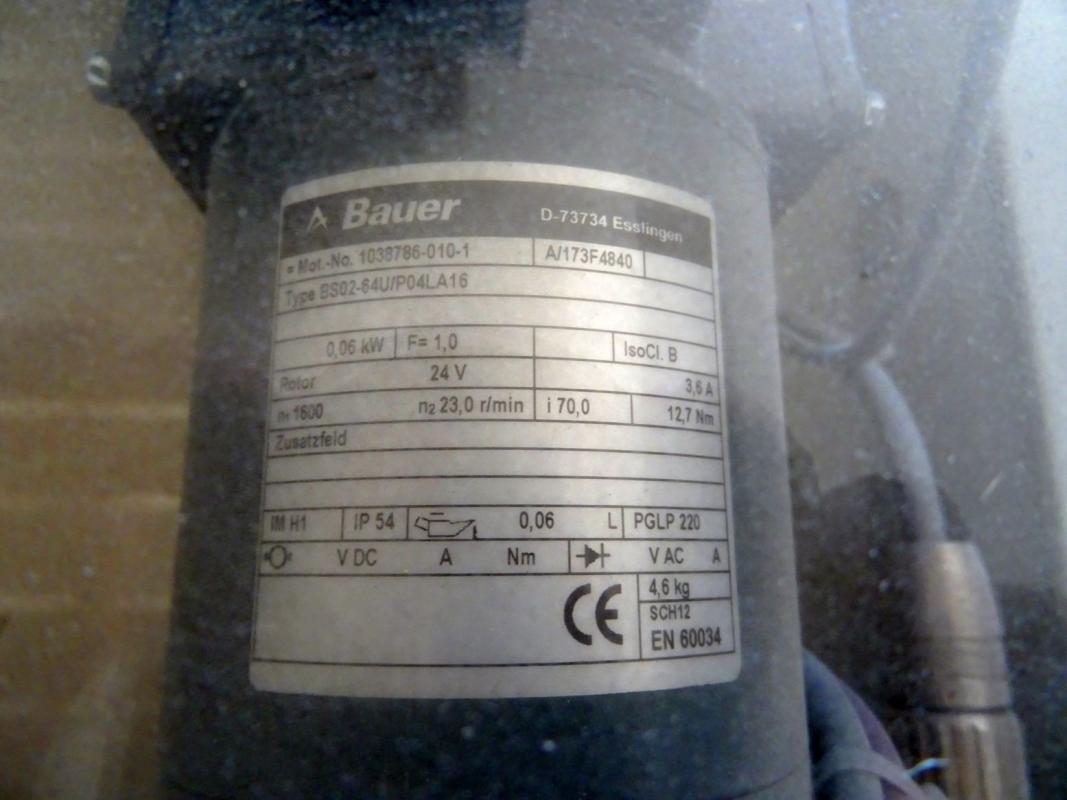 Bauer D-73734 Esslingen
= Mot.-No. 1038786-010-1 A/173F4840
Type BS02-64U/P04LA16
0,06 kW F= 1,0 IsoCl. B
Rotor 24 V 3,6 A
n1 1600 n2 23,0 r/min i 70,0 12,7 Nm
Zusatzfeld
IM H1 IP 54 0,06 L PGLP 220
V DC A Nm V AC A
4,6 kg
CE SCH12
EN 60034